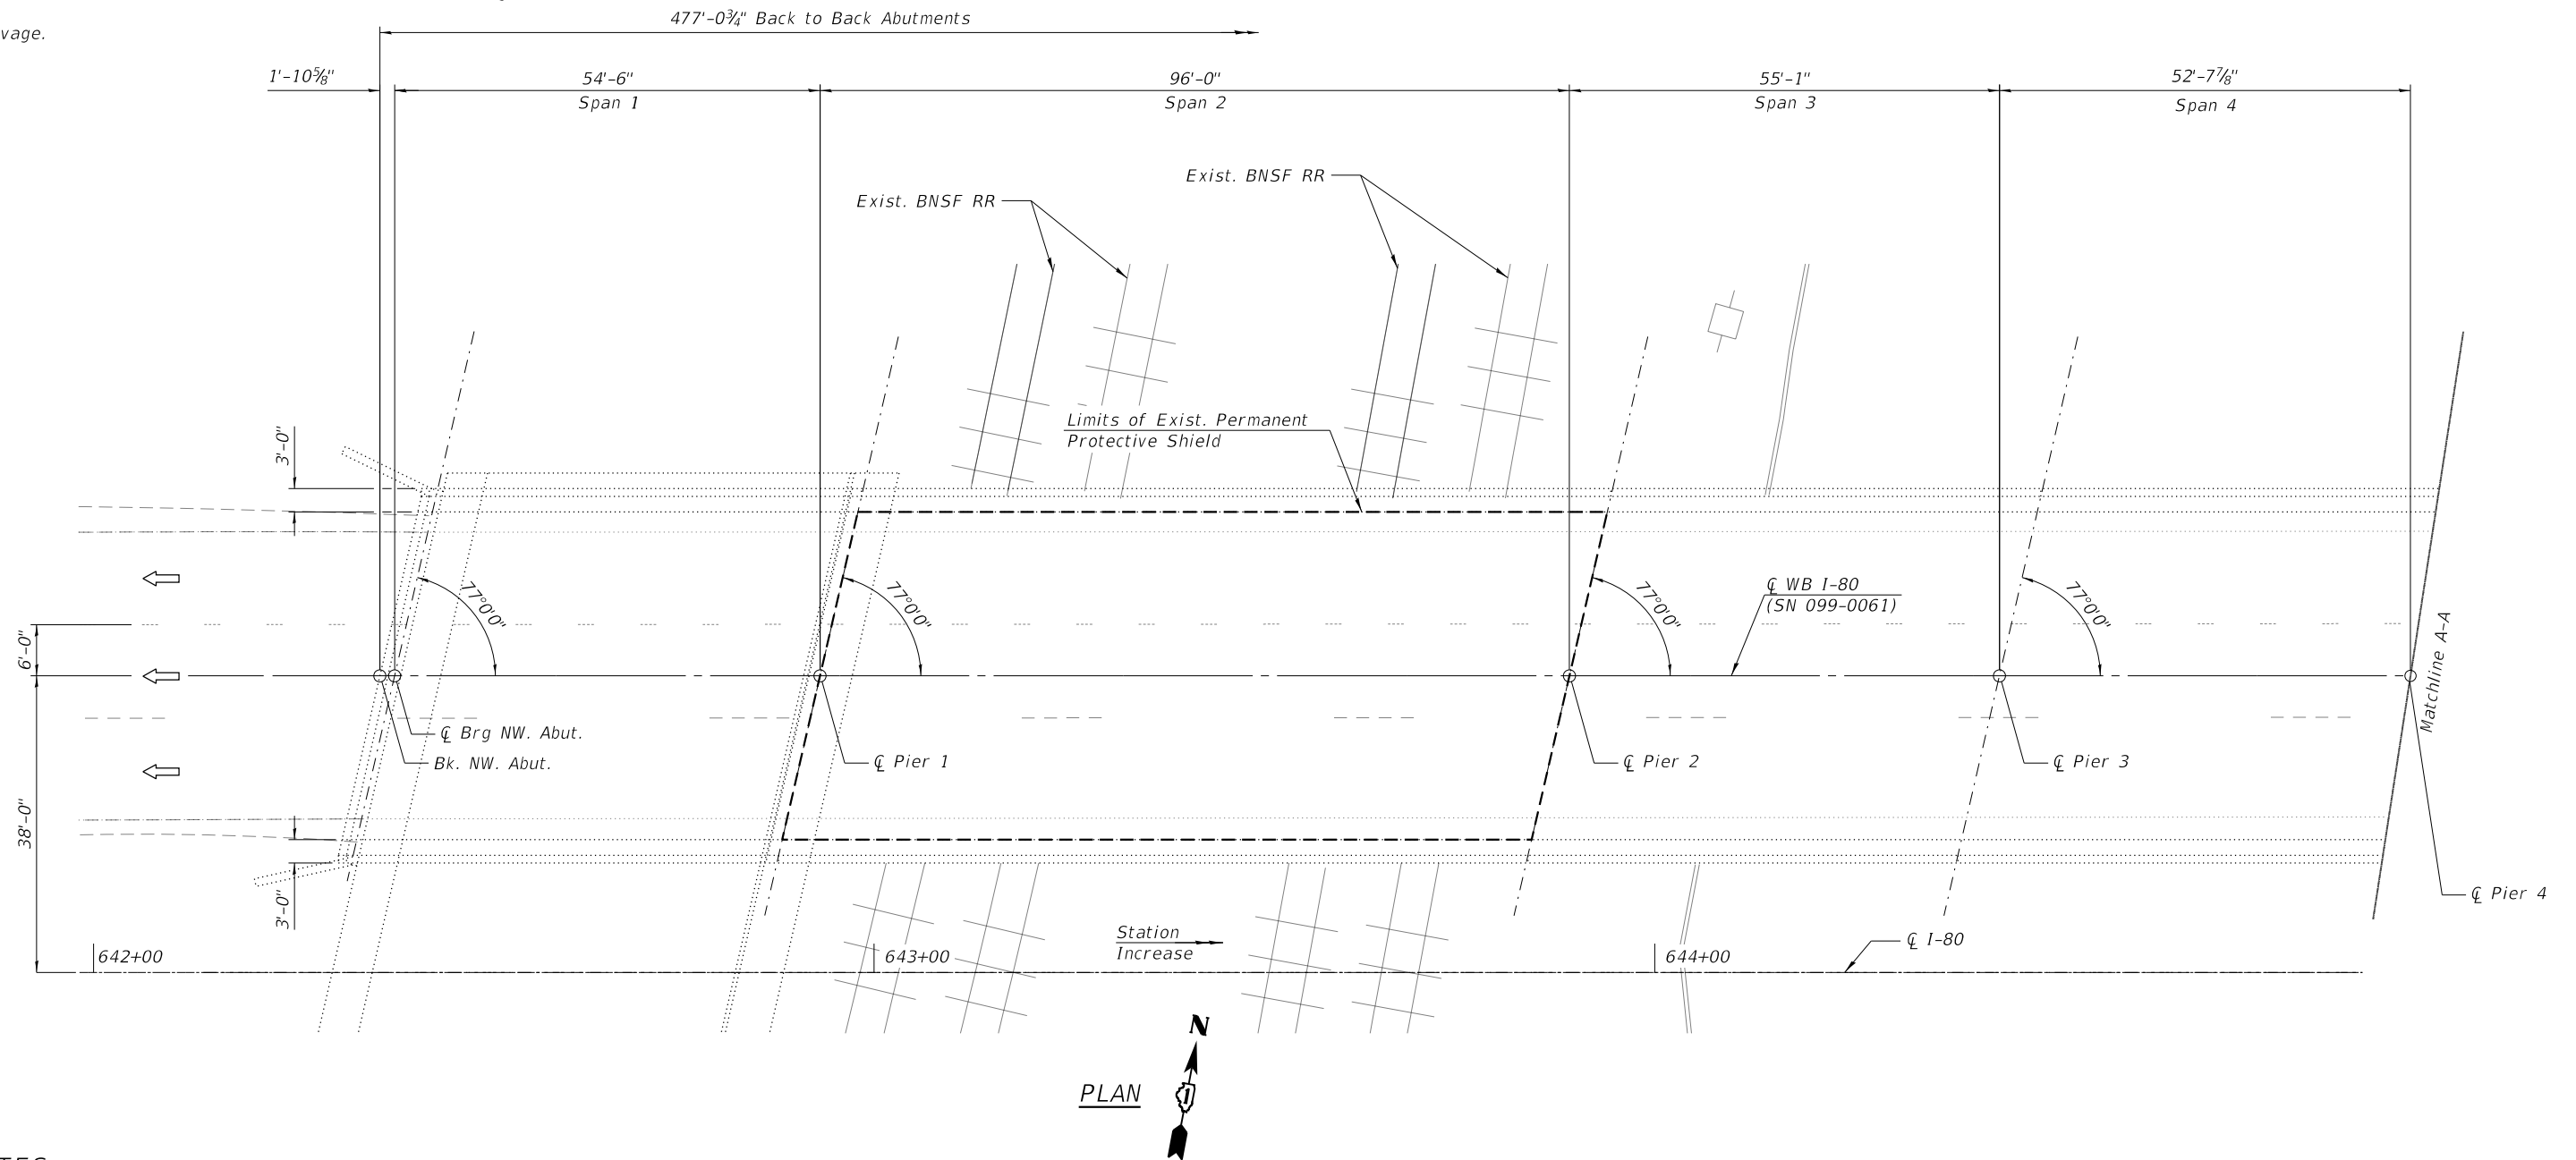 vage.
477'-0¾" Back to Back Abutments
1'-10⅝"
54'-6"
96'-0"
55'-1"
52'-7⅞"
Span 1
Span 2
Span 3
Span 4
Exist. BNSF RR
Exist. BNSF RR
Limits of Exist. Permanent
Protective Shield
3'-0"
77°0'0"
77°0'0"
77°0'0"
77°0'0"
℄ WB I-80
(SN 099-0061)
6'-0"
Matchline A-A
℄ Brg NW. Abut.
Bk. NW. Abut.
℄ Pier 1
℄ Pier 2
℄ Pier 3
38'-0"
3'-0"
℄ Pier 4
Station
Increase
℄ I-80
642+00
643+00
644+00
N
1
PLAN